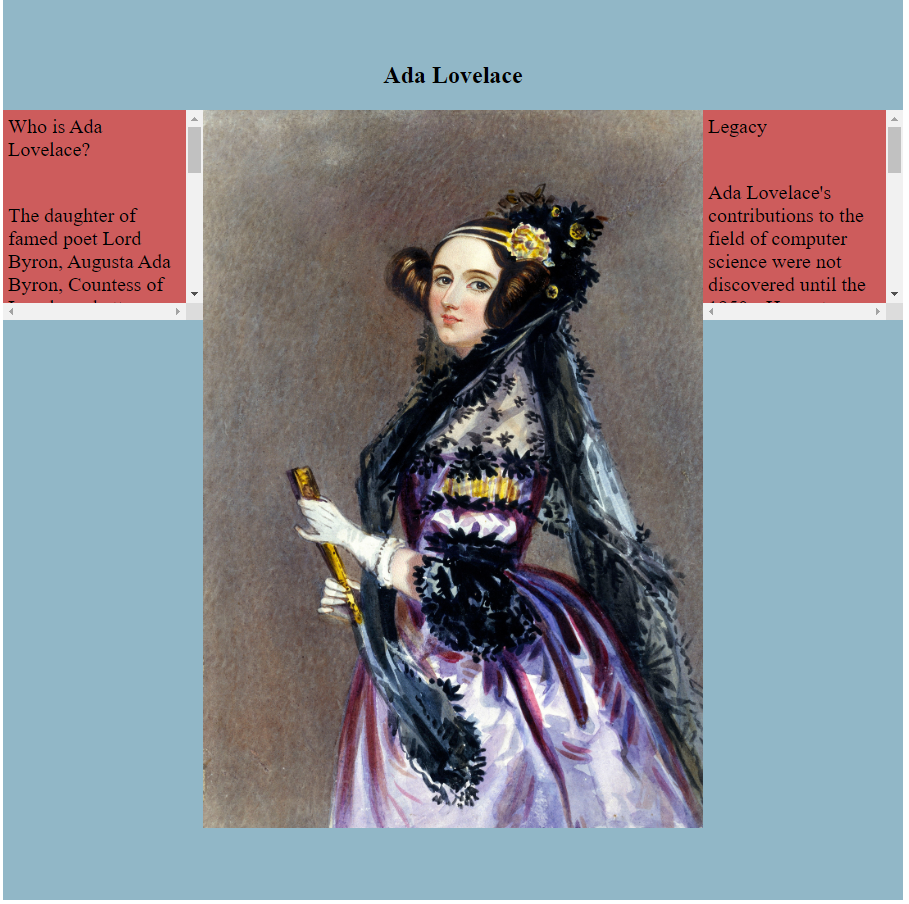 Ada Lovelace
Who is Ada
Lovelace?
The daughter of
famed poet Lord
Byron, Augusta Ada
Byron, Countess of
Legacy
Ada Lovelace's
contributions to the
field of computer
science were not
discovered until the